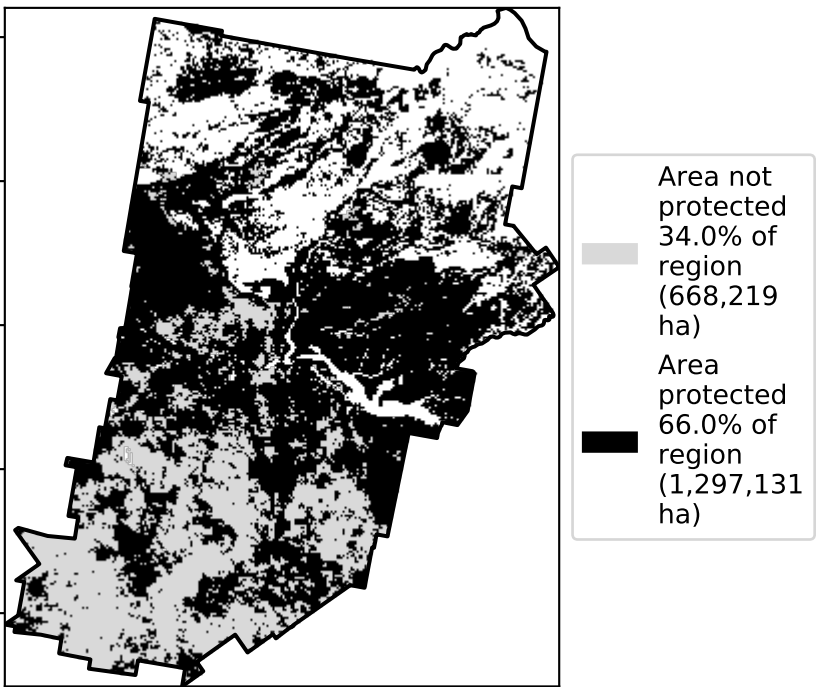 Area not
protected
34.0% of
region
(668,219
ha)
Area
protected
66.0% of
region
(1,297,131
ha)